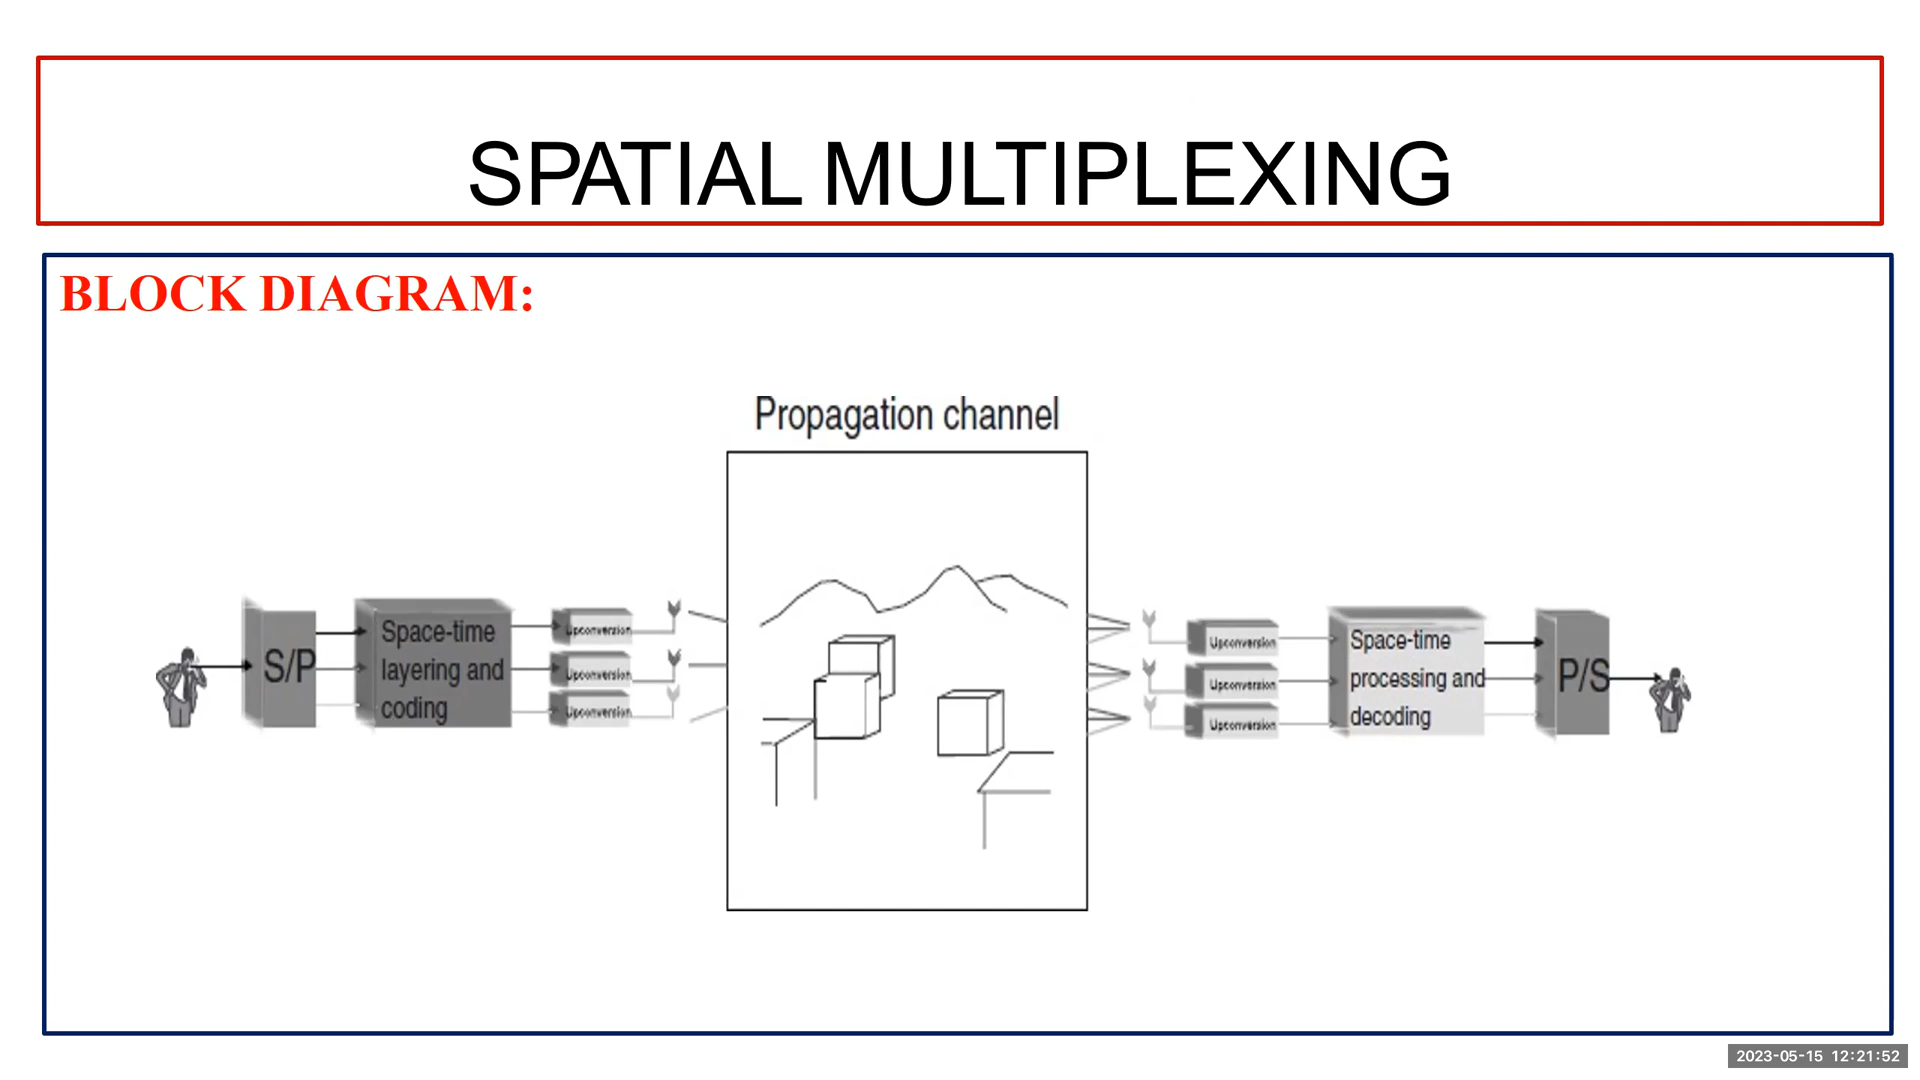 SPATIAL MULTIPLEXING
BLOCK DIAGRAM:
Propagation channel
S/P
Space-time
layering and
coding
Upconversion
Upconversion
Upconversion
Upconversion
Upconversion
Upconversion
Space-time
processing and
decoding
P/S
2023-05-15 12:21:52